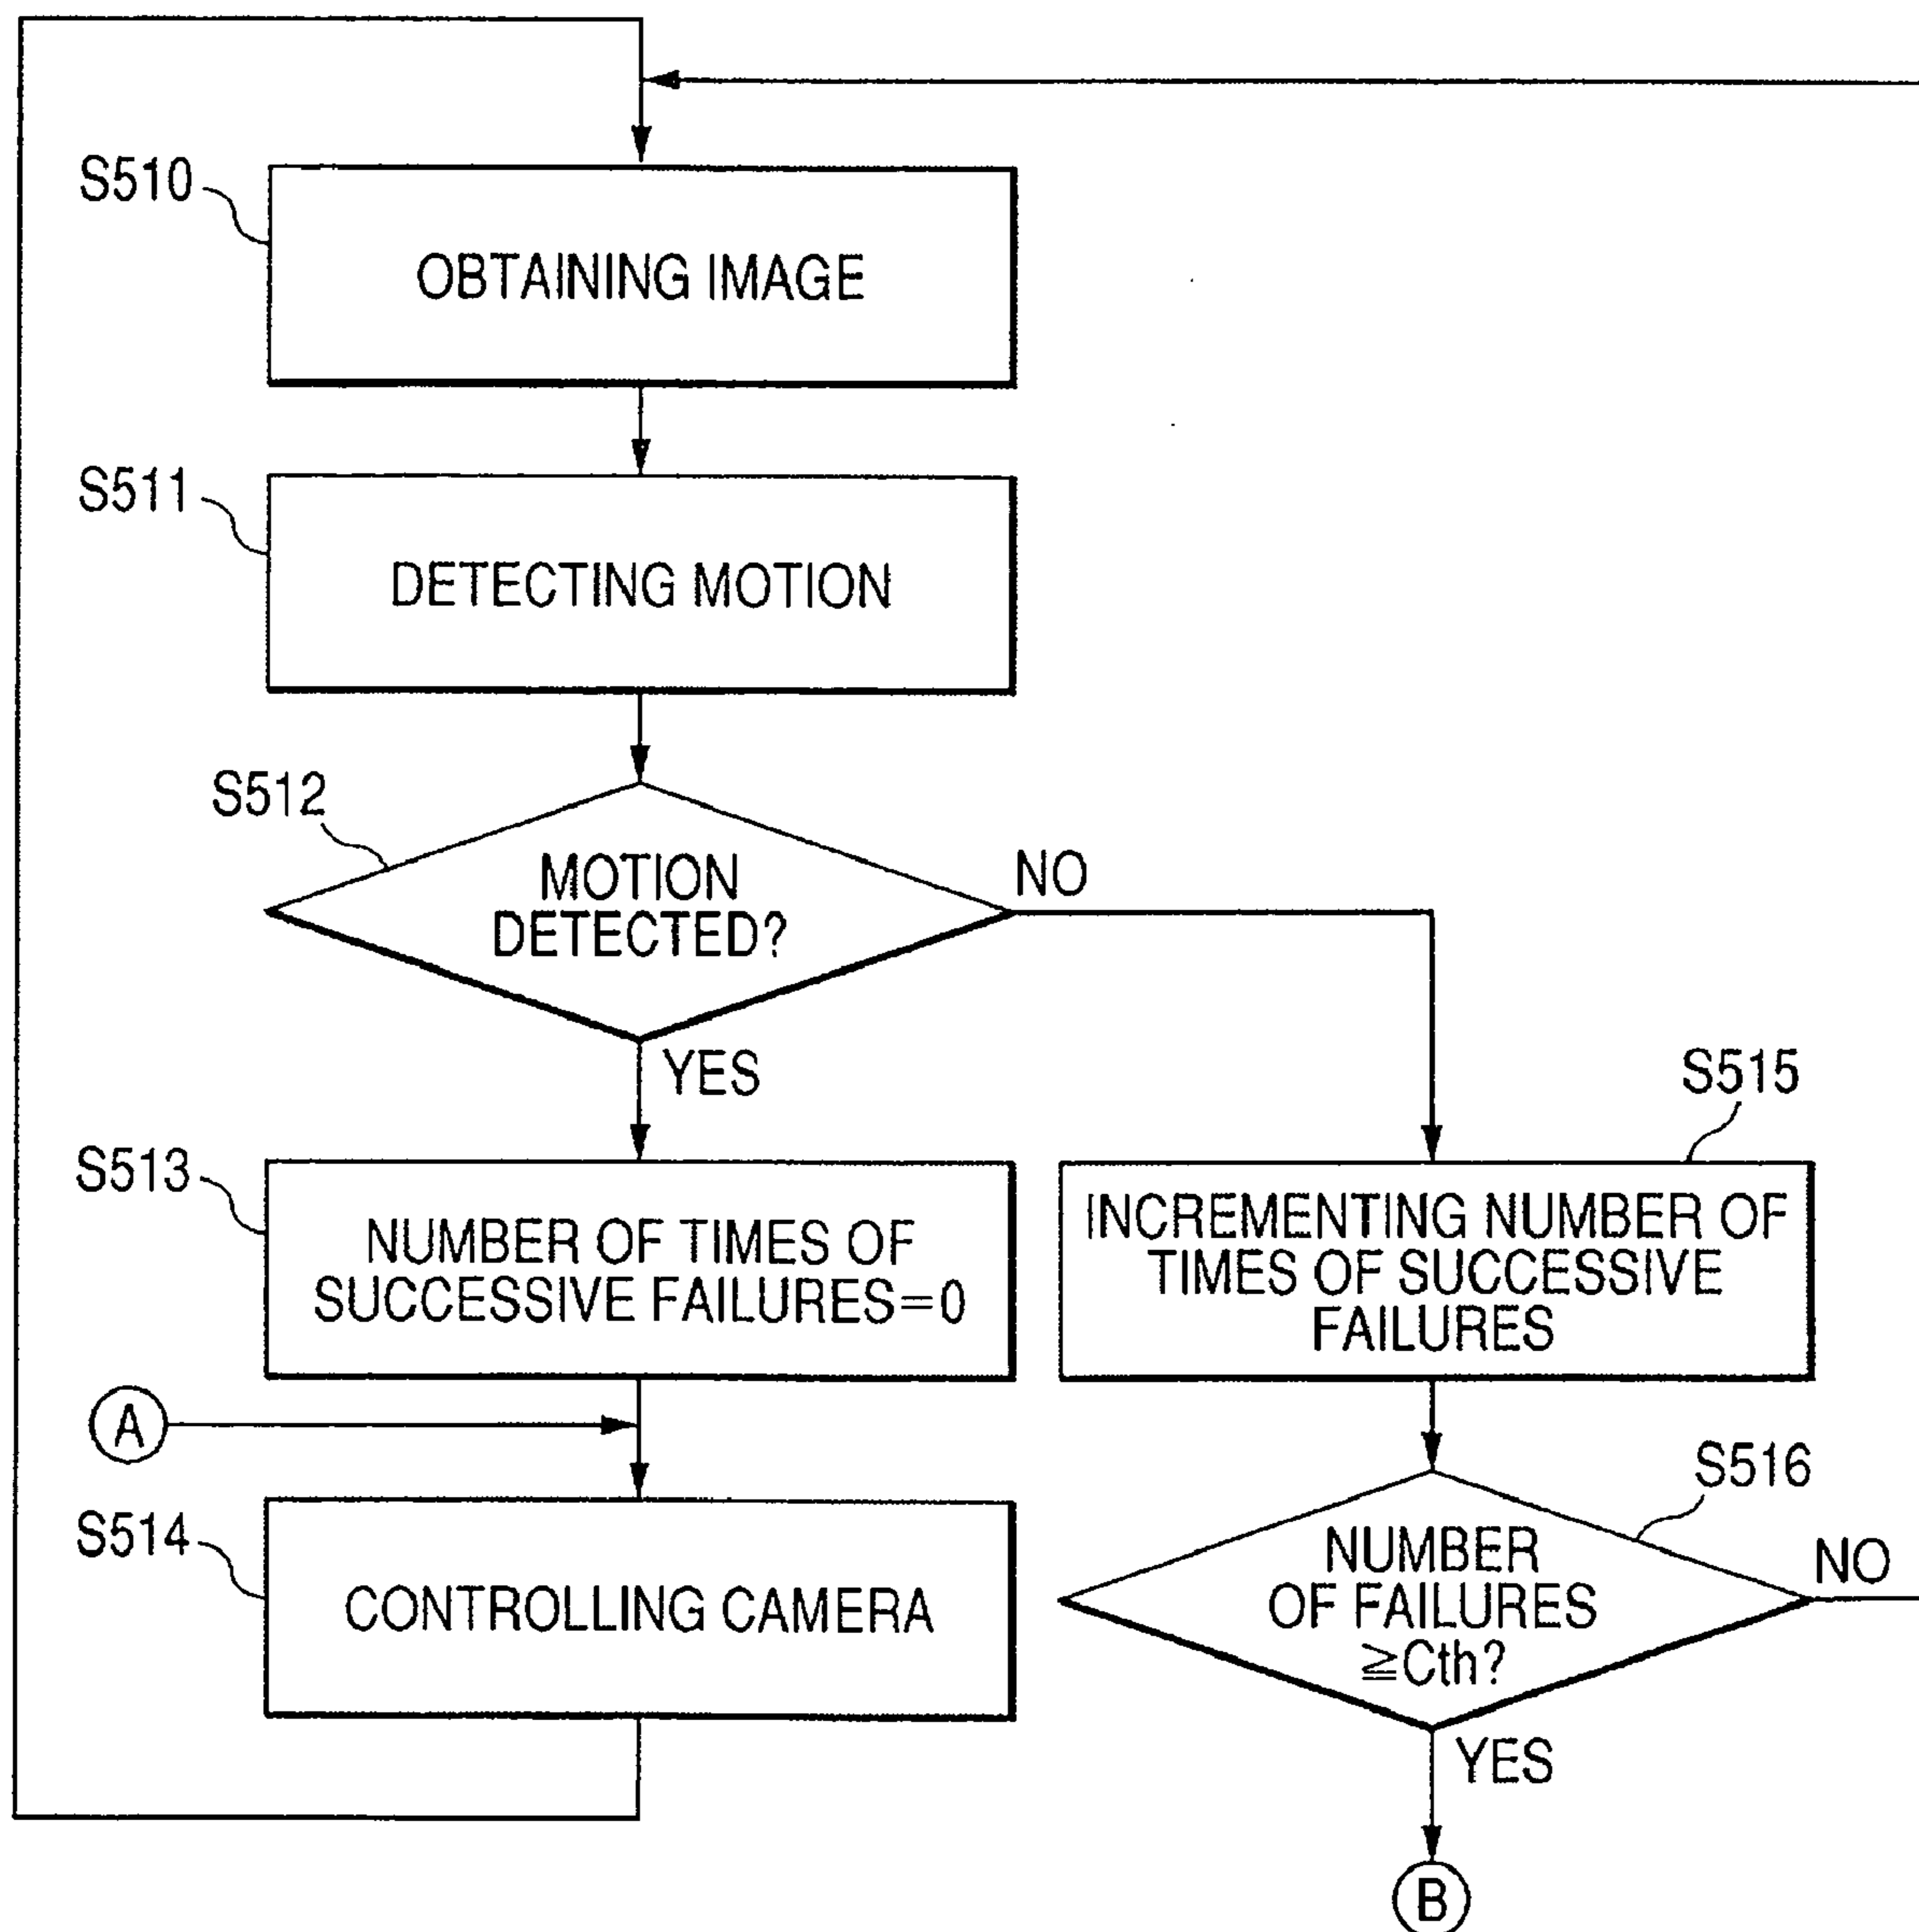 S510
OBTAINING IMAGE
S511
DETECTING MOTION
S512
MOTION
DETECTED?
NO
YES
S513
NUMBER OF TIMES OF
SUCCESSIVE FAILURES=0
A
S514
CONTROLLING CAMERA
S515
INCREMENTING NUMBER OF
TIMES OF SUCCESSIVE
FAILURES
S516
NUMBER
OF FAILURES
≧Cth?
NO
YES
B